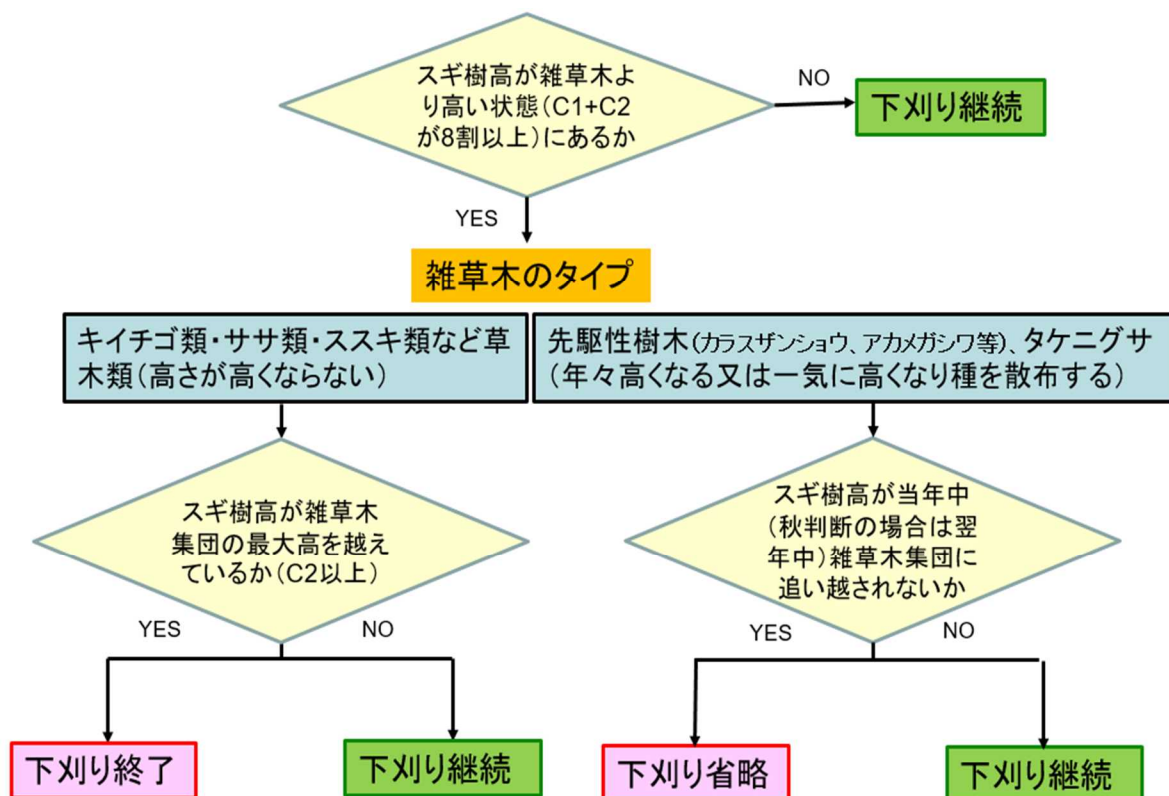 スギ樹高が雑草木よ
り高い状態(C1+C2
が8割以上)にあるか
NO
下刈り継続
YES
雑草木のタイプ
キイチゴ類・ササ類・ススキ類など草
木類(高さが高くならない)
先駆性樹木(カラスザンショウ、アカメガシワ等)、タケニグサ
(年々高くなる又は一気に高くなり種を散布する)
スギ樹高が雑草木
集団の最大高を越え
ているか(C2以上)
スギ樹高が当年中
(秋判断の場合は翌
年中)雑草木集団に
追い越されないか
YES
NO
YES
NO
下刈り終了
下刈り継続
下刈り省略
下刈り継続